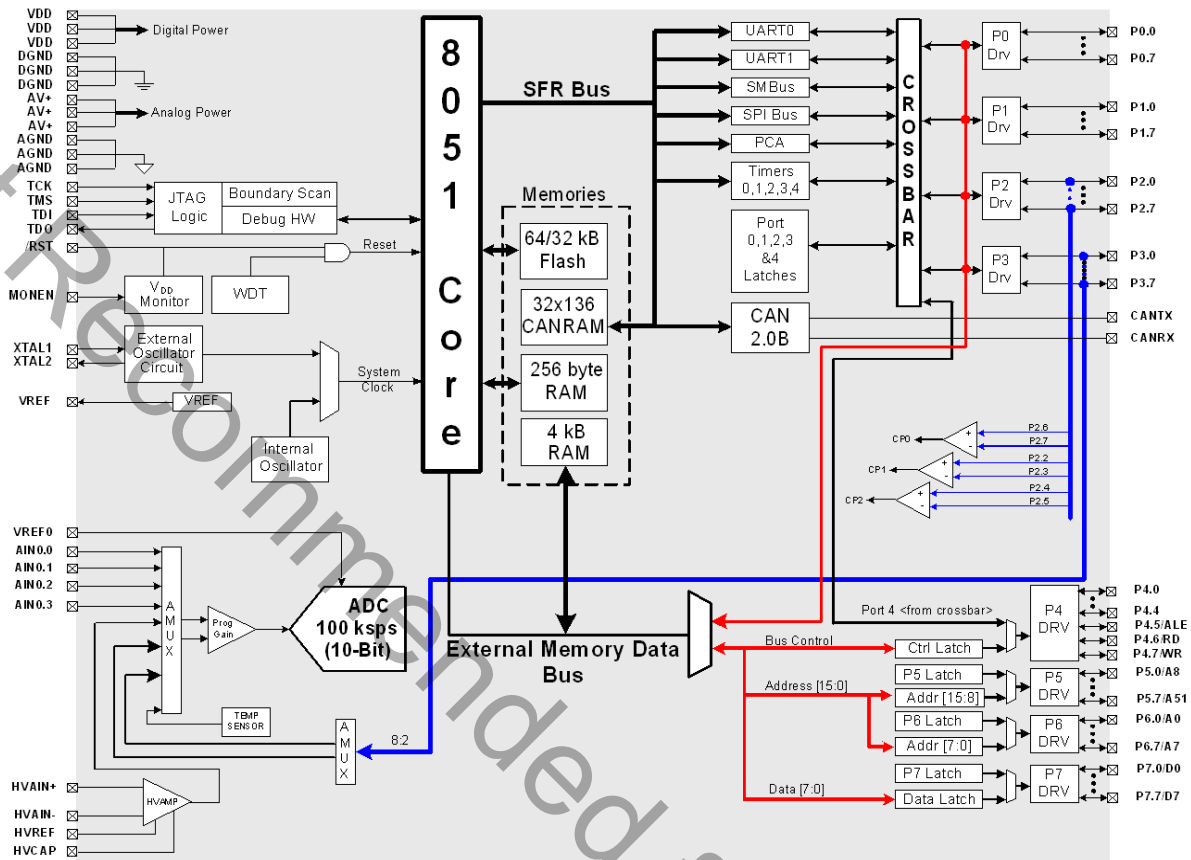 VDD
VDD
VDD
DGND
DGND
DGND
AV+
AV+
AV+
AGND
AGND
AGND
TCK
TMS
TDI
TDO
/RST
MONEN
XTAL1
XTAL2
VREF
VREF0
AIN0.0
AIN0.1
AIN0.2
AIN0.3
HVAIN+
HVAIN-
HVREF
HVCAP
Digital Power
Analog Power
JTAG
Logic
Boundary Scan
Debug HW
Reset
VDD
Monitor
WDT
External
Oscillator
Circuit
VREF
System
Clock
Internal
Oscillator
AMUX
Prog
Gain
ADC
100 ksps
(10-Bit)
TEMP
SENSOR
AMUX
8:2
HVAMP
8051 Core
SFR Bus
Memories
64/32 kB
Flash
32x136
CANRAM
256 byte
RAM
4 kB
RAM
External Memory Data
Bus
UART0
UART1
SMBus
SPI Bus
PCA
Timers
0,1,2,3,4
Port
0,1,2,3
&4
Latches
CAN
2.0B
CROSSBAR
P0
Drv
P1
Drv
P2
Drv
P3
Drv
P0.0
P0.7
P1.0
P1.7
P2.0
P2.7
P3.0
P3.7
CANTX
CANRX
CP0
+
-
P2.6
P2.7
CP1
+
-
P2.2
P2.3
CP2
+
-
P2.4
P2.5
Port 4 <from crossbar>
Bus Control
Ctrl Latch
P4
DRV
P4.0
P4.4
P4.5/ALE
P4.6/RD
P4.7/WR
Address [15:0]
P5 Latch
Addr [15:8]
P5
DRV
P5.0/A8
P5.7/A51
P6 Latch
Addr [7:0]
P6
DRV
P6.0/A0
P6.7/A7
Data [7:0]
P7 Latch
Data Latch
P7
DRV
P7.0/D0
P7.7/D7
Recommended